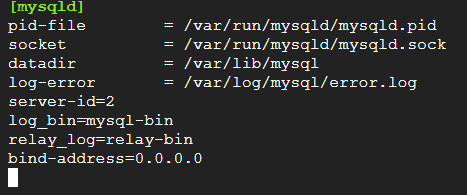 [mysqld]
pid-file        = /var/run/mysqld/mysqld.pid
socket          = /var/run/mysqld/mysqld.sock
datadir         = /var/lib/mysql
log-error       = /var/log/mysql/error.log
server-id=2
log_bin=mysql-bin
relay_log=relay-bin
bind-address=0.0.0.0